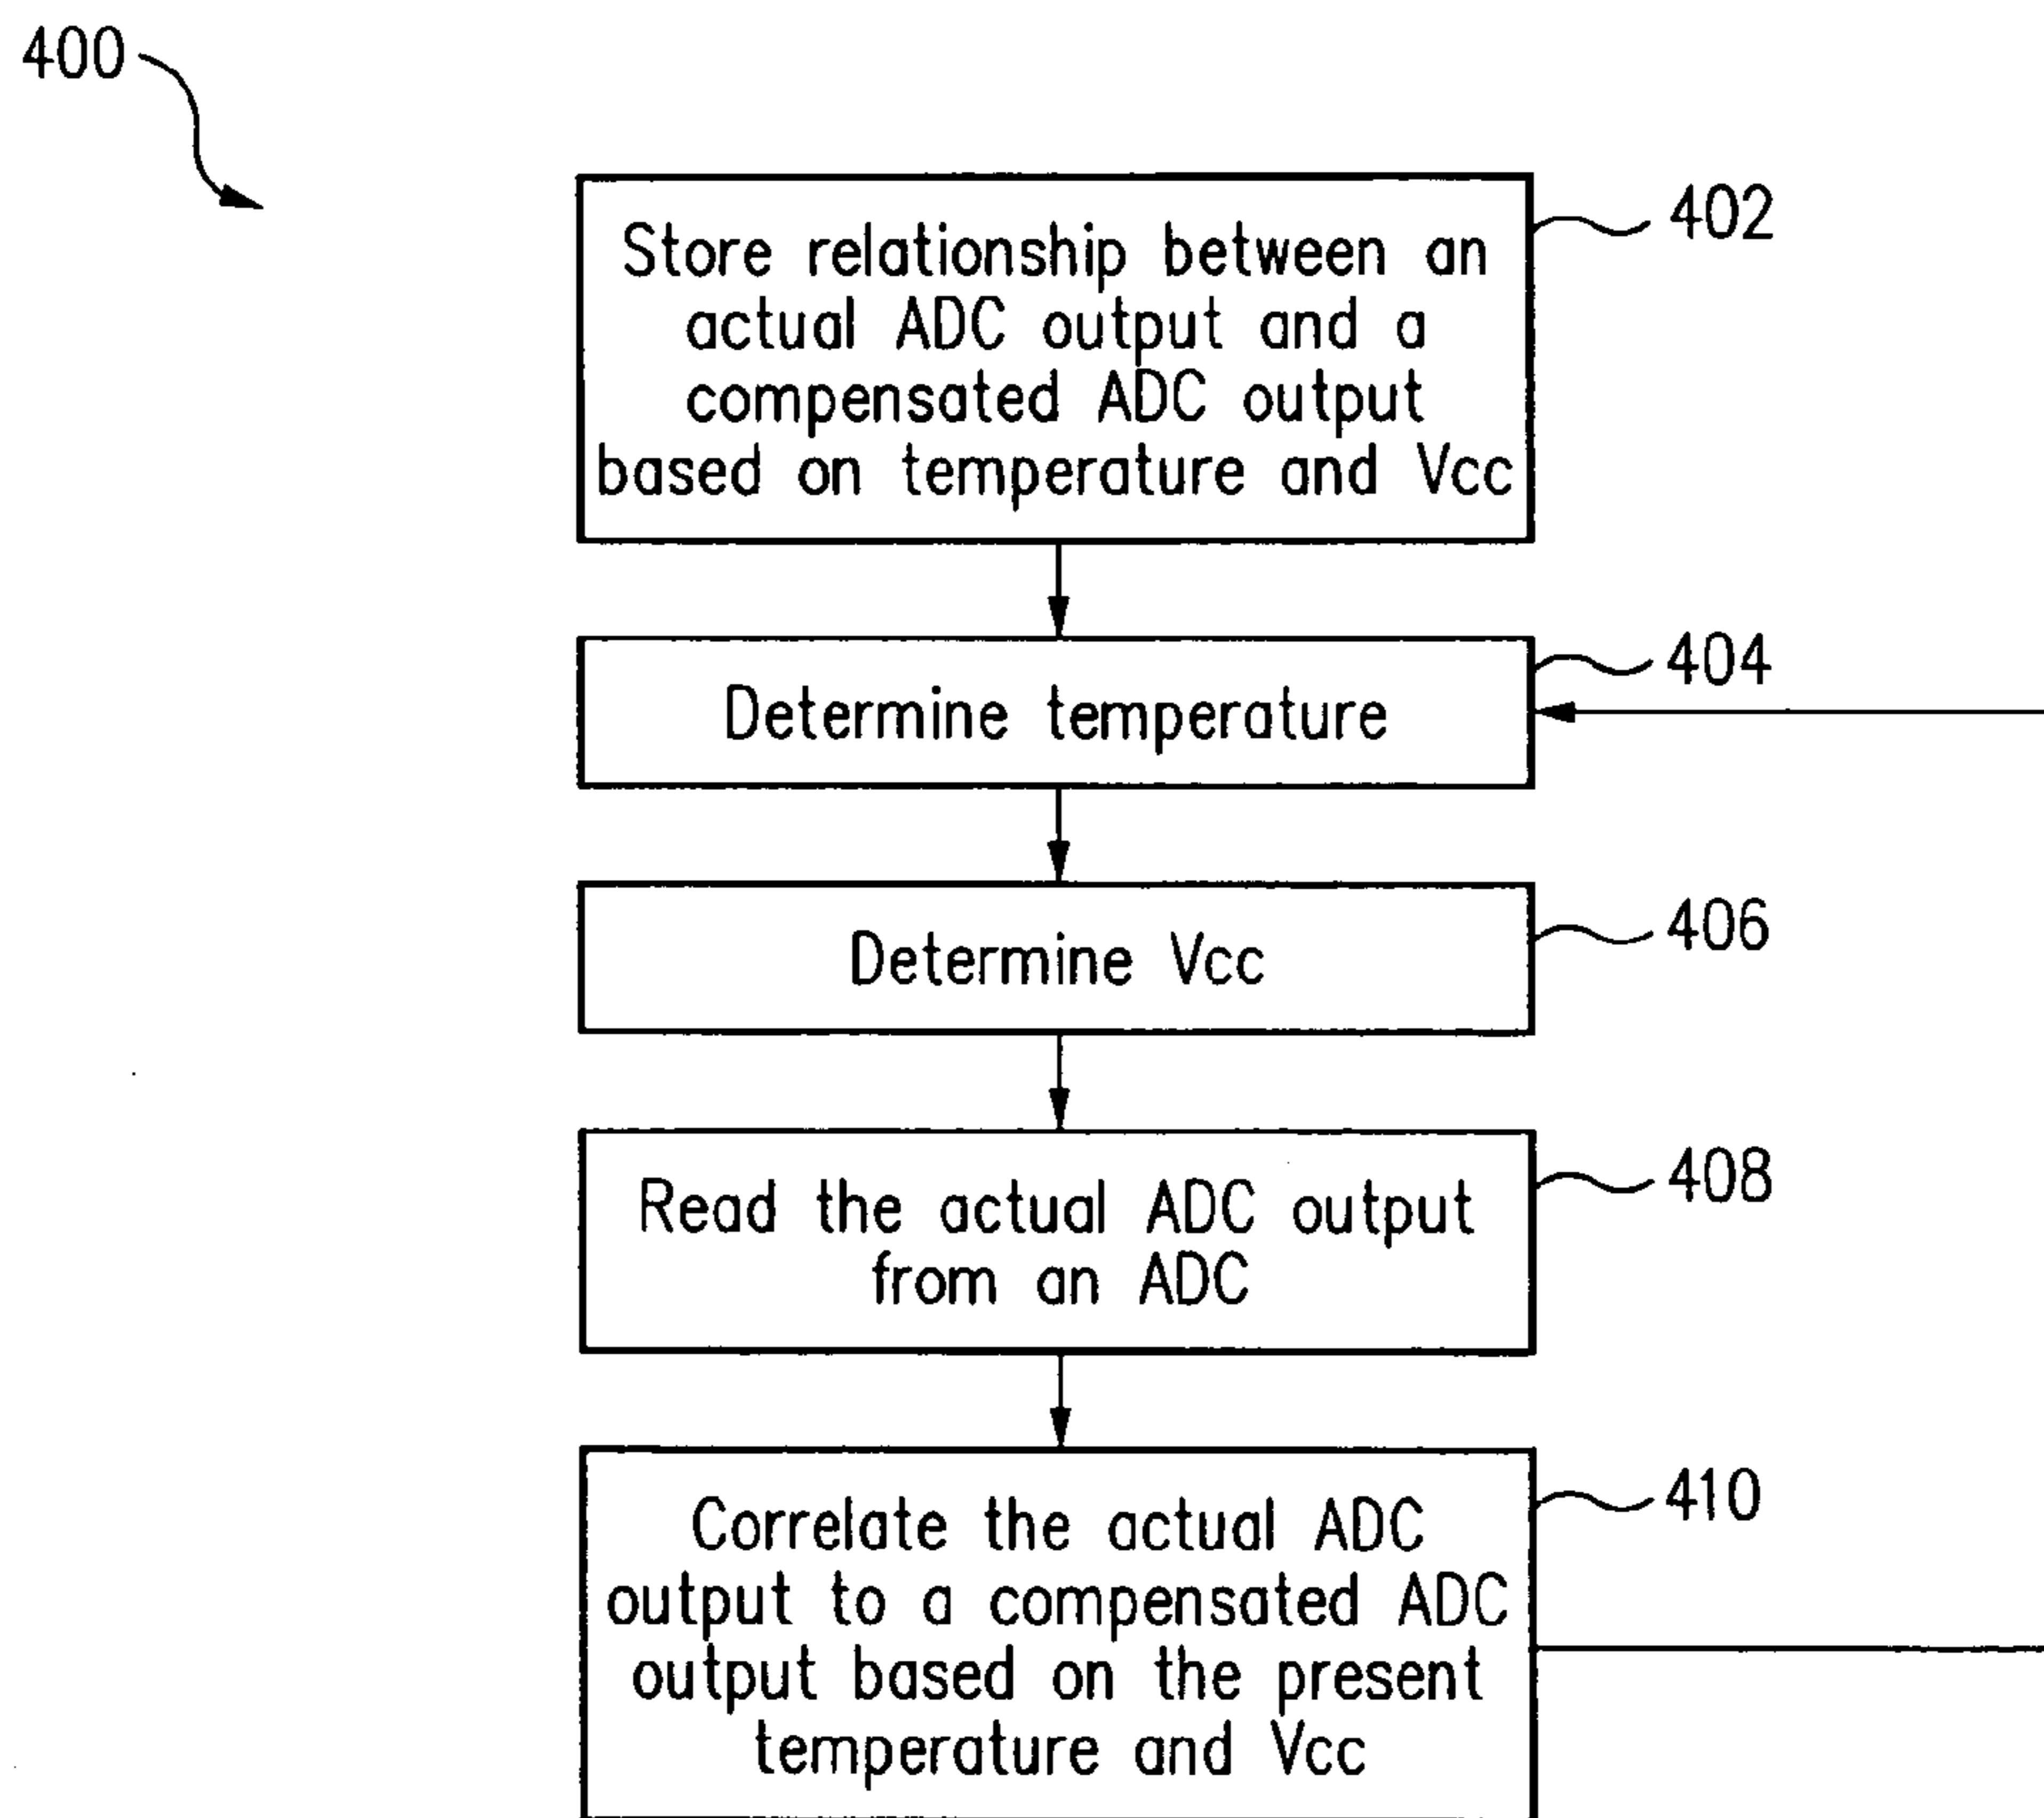 400
402
Store relationship between an
actual ADC output and a
compensated ADC output
based on temperature and Vcc
404
Determine temperature
406
Determine Vcc
408
Read the actual ADC output
from an ADC
410
Correlate the actual ADC
output to a compensated ADC
output based on the present
temperature and Vcc